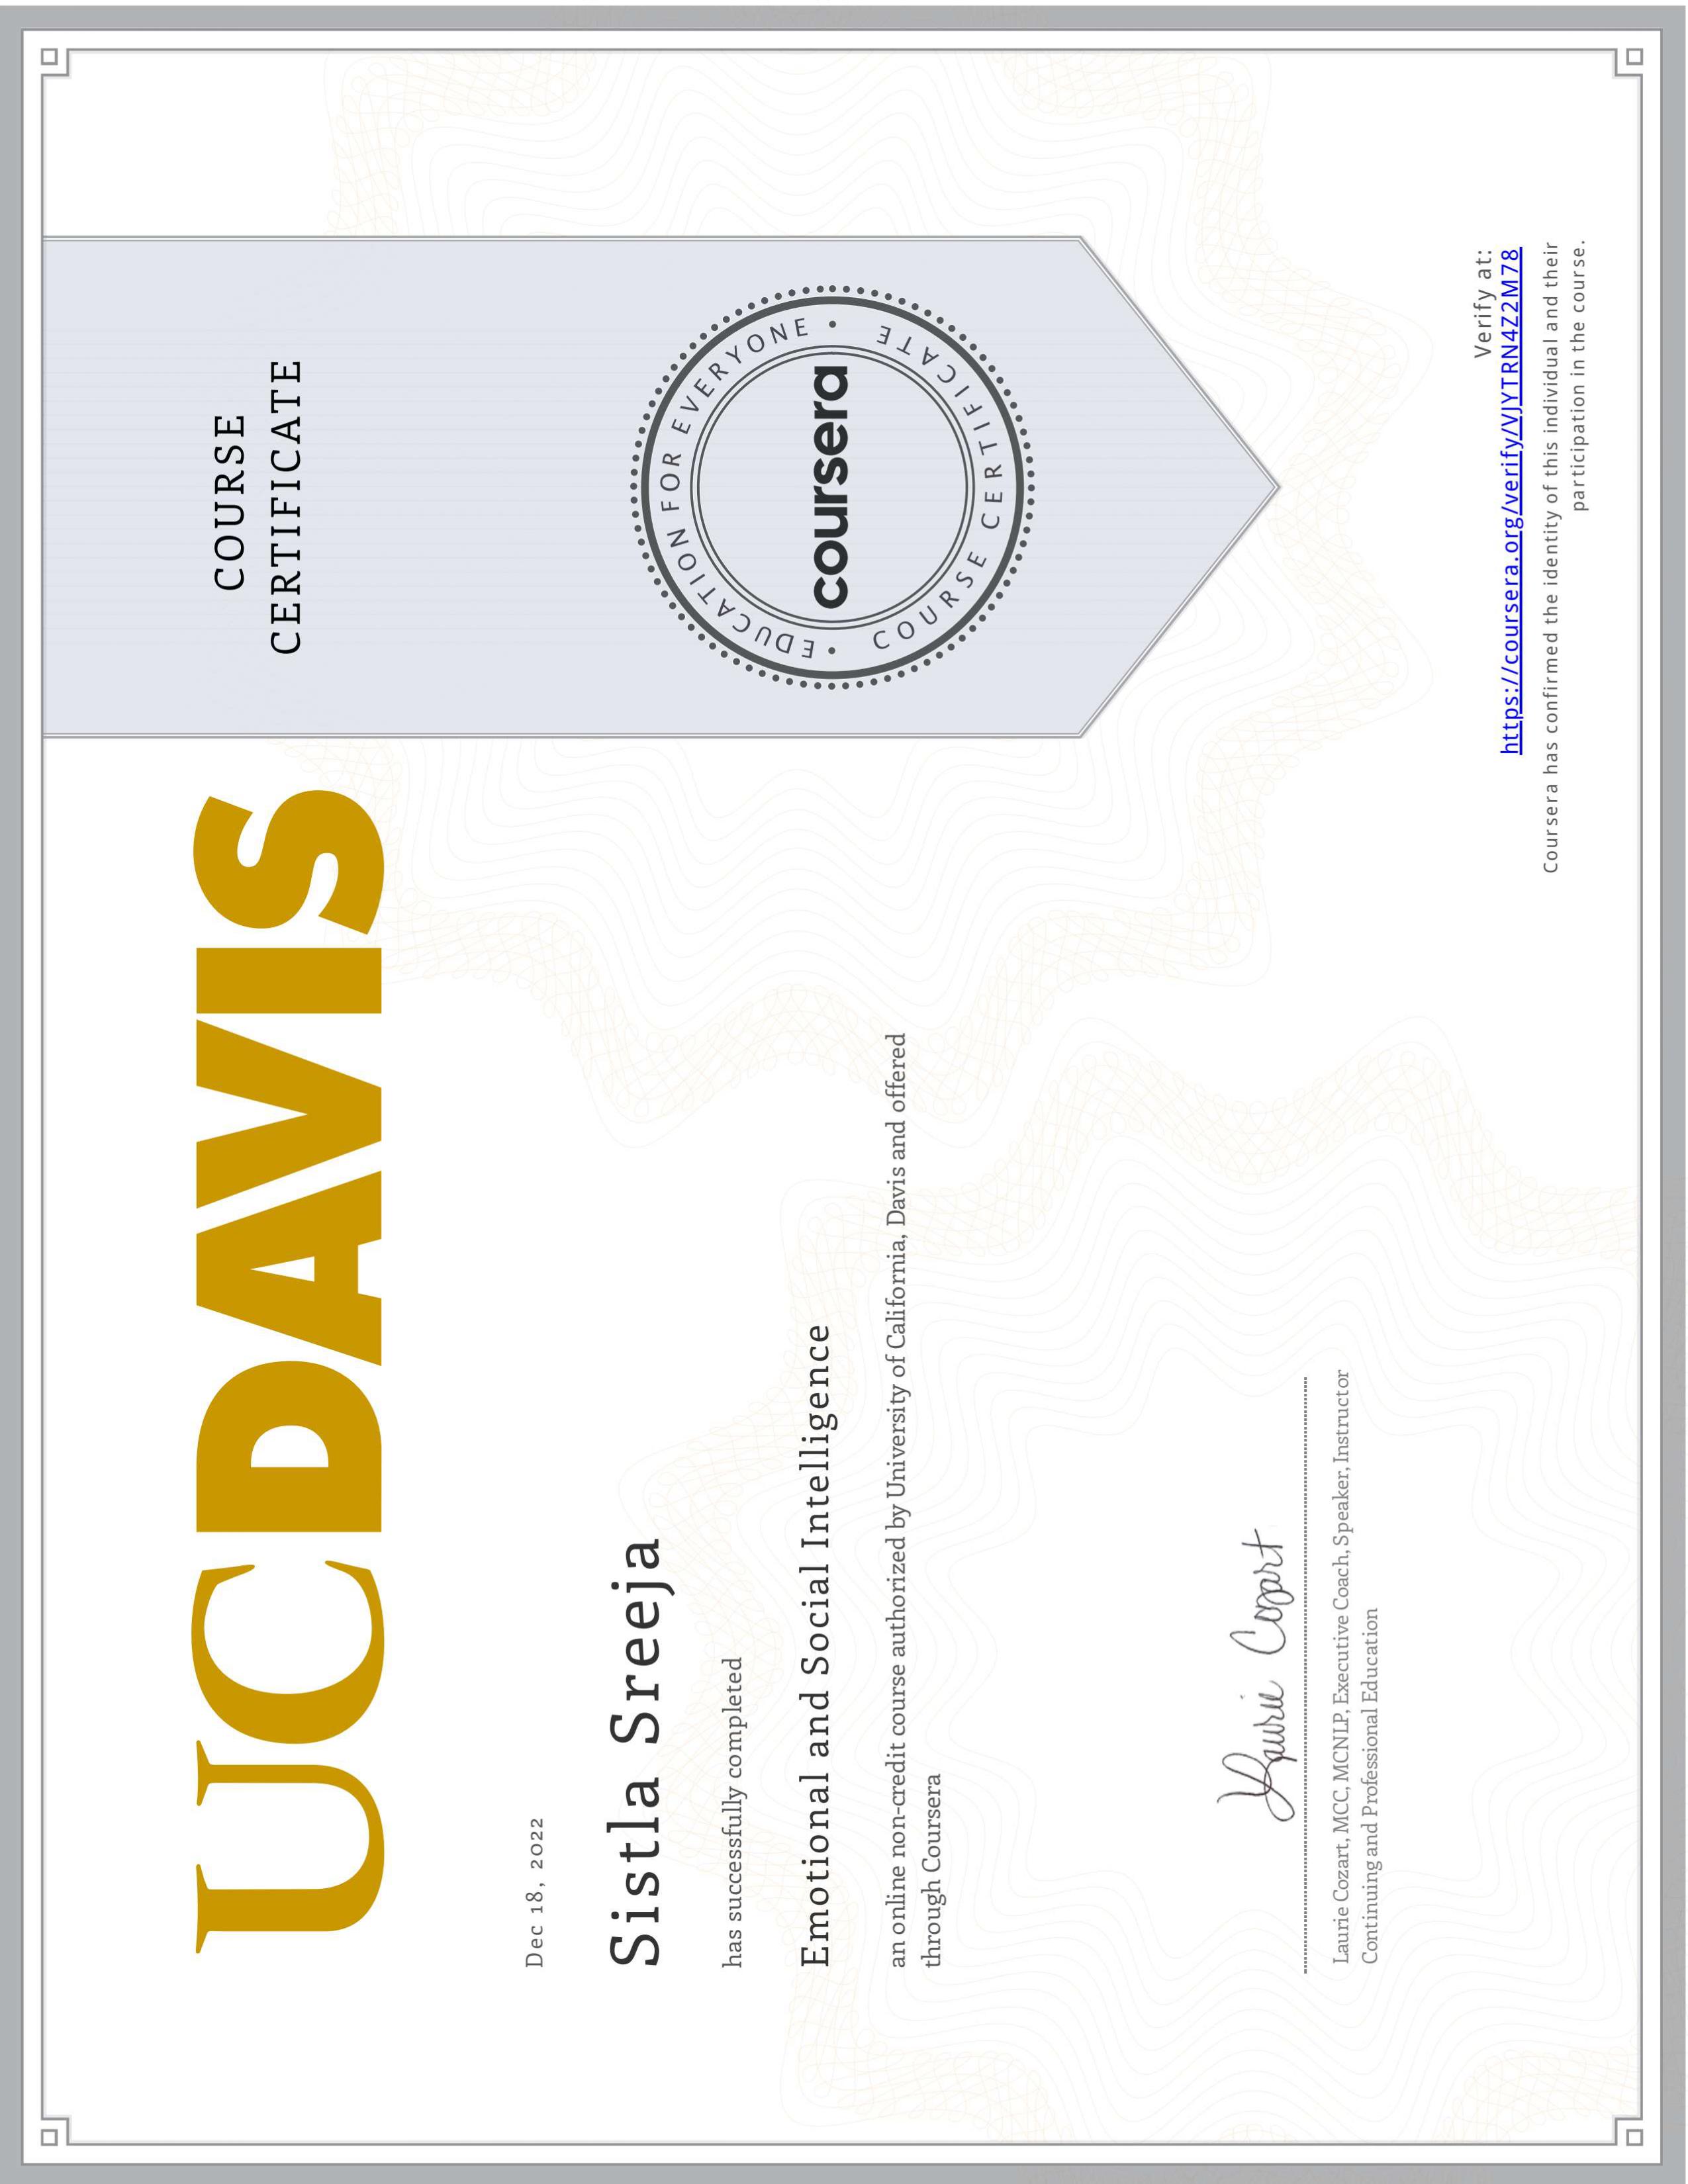 UCDAVIS
COURSE
CERTIFICATE
Dec 18, 2022
Sistla Sreeja
has successfully completed
Emotional and Social Intelligence
an online non-credit course authorized by University of California, Davis and offered
through Coursera
EDUCATION FOR EVERYONE
coursera
COURSE CERTIFICATE
Laurie Cozart
Laurie Cozart, MCC, MCNLP, Executive Coach, Speaker, Instructor
Continuing and Professional Education
Verify at:
https://coursera.org/verify/VJYTRN4Z2M78
Coursera has confirmed the identity of this individual and their
participation in the course.